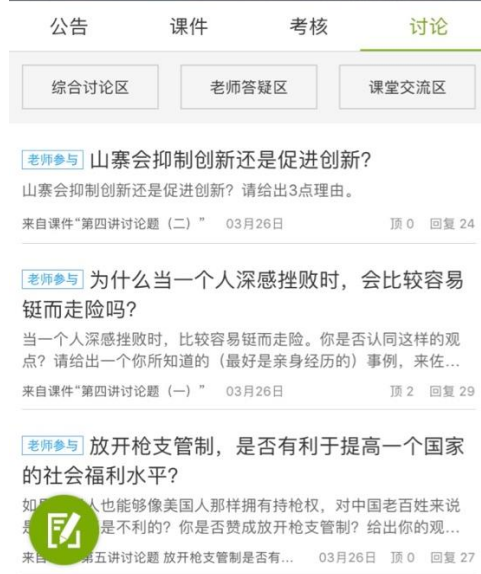 公告 课件 考核 讨论
综合讨论区 老师答疑区 课堂交流区
老师参与 山寨会抑制创新还是促进创新?
山寨会抑制创新还是促进创新? 请给出3点理由。
来自课件“第四讲讨论题（二）” 03月26日 顶 0 回复 24
老师参与 为什么当一个人深感挫败时，会比较容易
铤而走险吗?
当一个人深感挫败时，比较容易铤而走险。你是否认同这样的观
点? 请给出一个你所知道的（最好是亲身经历的）事例，来佐...
来自课件“第四讲讨论题（一）” 03月26日 顶 2 回复 29
老师参与 放开枪支管制，是否有利于提高一个国家
的社会福利水平?
如 人也能够像美国人那样拥有持枪权，对中国老百姓来说
是不利的? 你是否赞成放开枪支管制? 给出你的观...
来自 第五讲讨论题 放开枪支管制是否有... 03月26日 顶 0 回复 27